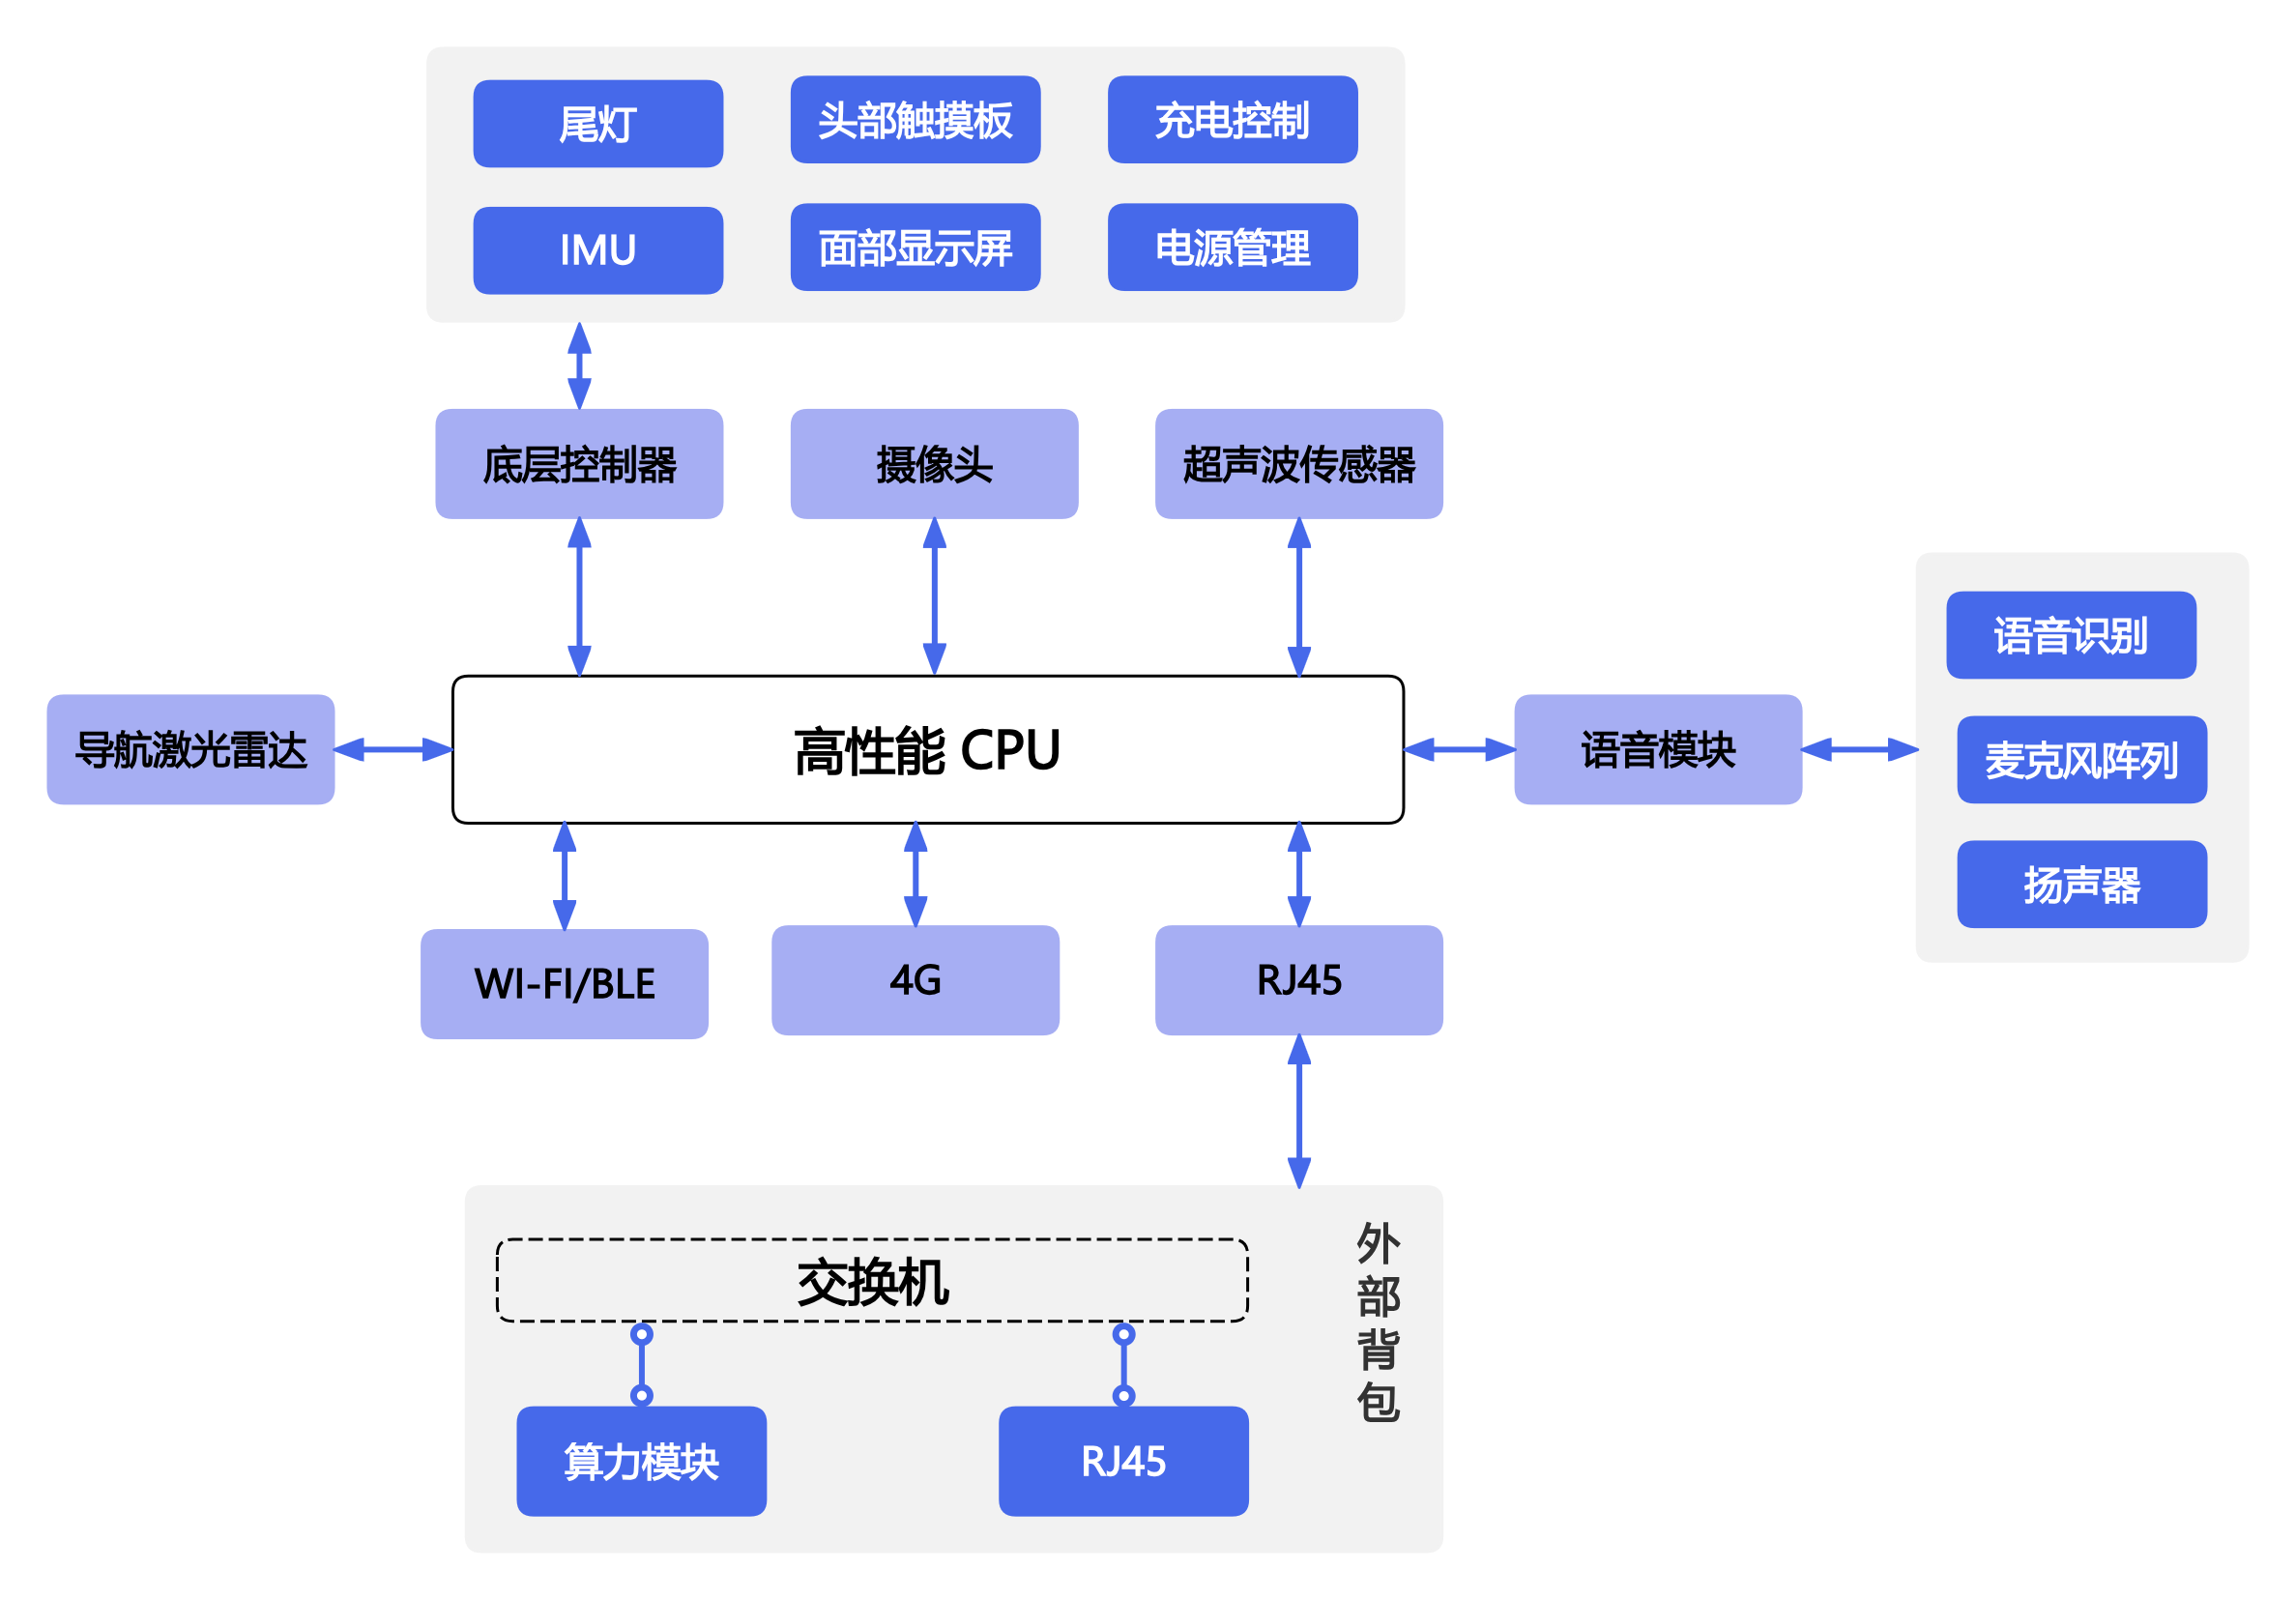 尾灯
头部触摸板
充电控制
IMU
面部显示屏
电源管理
底层控制器
摄像头
超声波传感器
语音识别
导航激光雷达
高性能 CPU
语音模块
麦克风阵列
扬声器
WI-FI/BLE
4G
RJ45
外部背包
交换机
算力模块
RJ45